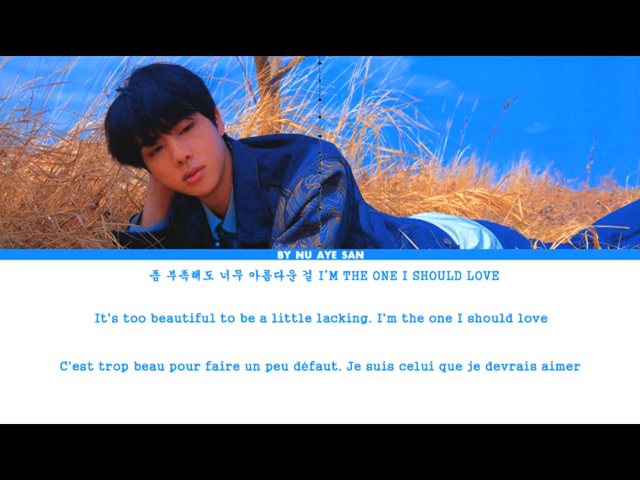 BY NU AYE SAN
좀 부족해도 너무 아름다운 걸 I'M THE ONE I SHOULD LOVE
It's too beautiful to be a little lacking. I'm the one I should love
C'est trop beau pour faire un peu défaut. Je suis celui que je devrais aimer